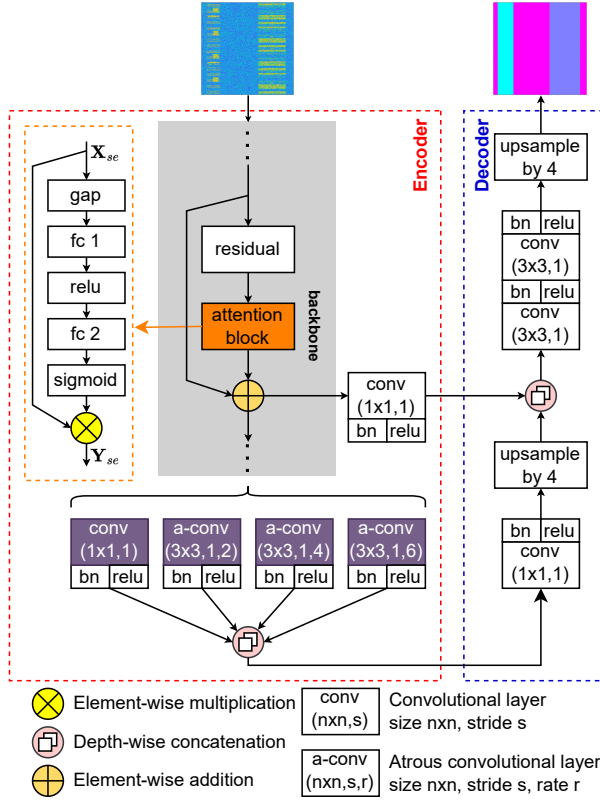 Encoder
X_se
gap
fc 1
relu
fc 2
sigmoid
Y_se
residual
attention
block
backbone
conv
(1x1,1)
bn relu
conv
(1x1,1)
bn relu
a-conv
(3x3,1,2)
bn relu
a-conv
(3x3,1,4)
bn relu
a-conv
(3x3,1,6)
bn relu
Decoder
upsample
by 4
bn relu
conv
(3x3,1)
bn relu
conv
(3x3,1)
upsample
by 4
bn relu
conv
(1x1,1)
Element-wise multiplication
Depth-wise concatenation
Element-wise addition
conv
(nxn,s)
Convolutional layer
size nxn, stride s
a-conv
(nxn,s,r)
Atrous convolutional layer
size nxn, stride s, rate r